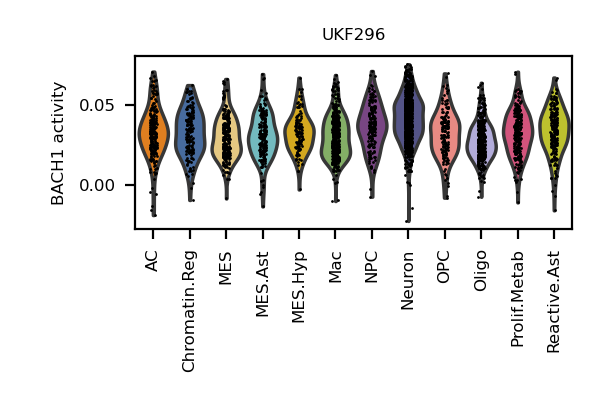 UKF296
BACH1 activity
0.05
0.00
AC
Chromatin.Reg
MES
MES.Ast
MES.Hyp
Mac
NPC
Neuron
OPC
Oligo
Prolif.Metab
Reactive.Ast